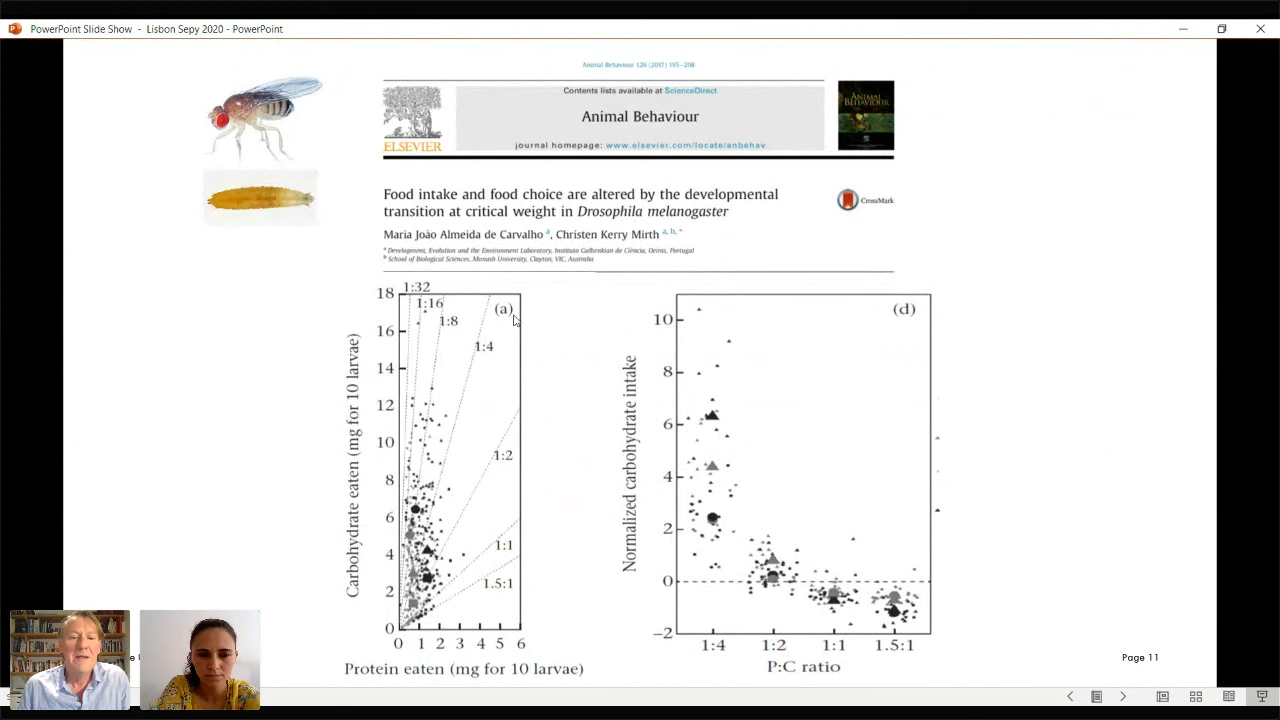 PowerPoint Slide Show - Lisbon Sepy 2020 - PowerPoint
Animal Behaviour 126 (2017) 195–208
Contents lists available at ScienceDirect
Animal Behaviour
journal homepage: www.elsevier.com/locate/anbehav
ELSEVIER
ANIMAL
BEHAVIOUR
Food intake and food choice are altered by the developmental
transition at critical weight in Drosophila melanogaster
CrossMark
Maria João Almeida de Carvalho a, Christen Kerry Mirth a, b, *
a Development, Evolution and the Environment Laboratory, Instituto Gulbenkian de Ciência, Oeiras, Portugal
b School of Biological Sciences, Monash University, Clayton, VIC, Australia
(a)
1:32
1:16
1:8
1:4
1:2
1:1
1.5:1
18
16
14
12
10
8
6
4
2
0
Carbohydrate eaten (mg for 10 larvae)
0 1 2 3 4 5 6
Protein eaten (mg for 10 larvae)
(d)
10
8
6
4
2
0
−2
Normalized carbohydrate intake
1:4 1:2 1:1 1.5:1
P:C ratio
Page 11